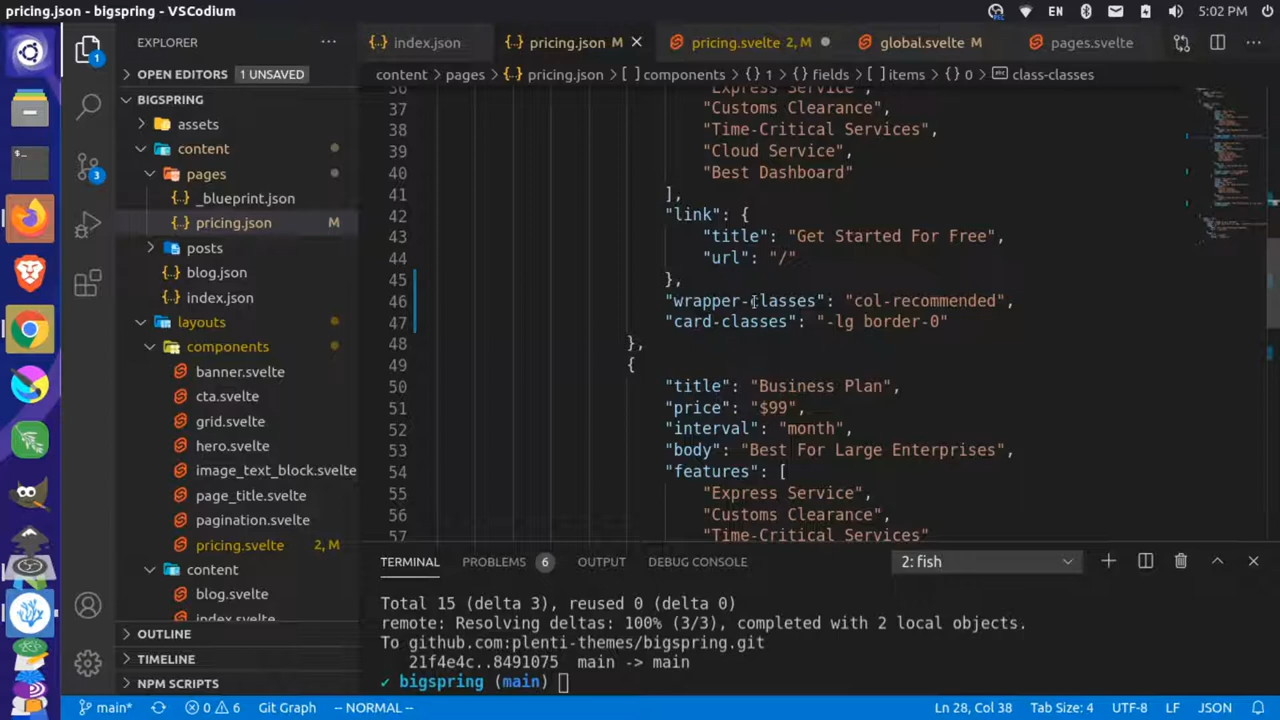 pricing.json - bigspring - VSCodium
EN
5:02 PM
EXPLORER
OPEN EDITORS 1 UNSAVED
BIGSPRING
assets
content
pages
_blueprint.json
pricing.json M
posts
blog.json
index.json
layouts
components
banner.svelte
cta.svelte
grid.svelte
hero.svelte
image_text_block.svelte
page_title.svelte
pagination.svelte
pricing.svelte 2, M
content
blog.svelte
index.svelte
OUTLINE
TIMELINE
NPM SCRIPTS
1
3
index.json
pricing.json M
pricing.svelte 2, M
global.svelte M
pages.svelte
content > pages > pricing.json > [ ] components > {} 1 > {} fields > [ ] items > {} 0 > class-classes
36 "Express Service",
37 "Customs Clearance",
38 "Time-Critical Services",
39 "Cloud Service",
40 "Best Dashboard"
41 ],
42 "link": {
43 "title": "Get Started For Free",
44 "url": "/"
45 },
46 "wrapper-classes": "col-recommended",
47 "card-classes": "-lg border-0"
48 },
49 {
50 "title": "Business Plan",
51 "price": "$99",
52 "interval": "month",
53 "body": "Best For Large Enterprises",
54 "features": [
55 "Express Service",
56 "Customs Clearance",
57 "Time-Critical Services"
TERMINAL PROBLEMS 6 OUTPUT DEBUG CONSOLE 2: fish
Total 15 (delta 3), reused 0 (delta 0)
remote: Resolving deltas: 100% (3/3), completed with 2 local objects.
To github.com:plenti-themes/bigspring.git
21f4e4c..8491075 main -> main
✓ bigspring (main)
main* 0 6 Git Graph -- NORMAL -- Ln 28, Col 38 Tab Size: 4 UTF-8 LF JSON